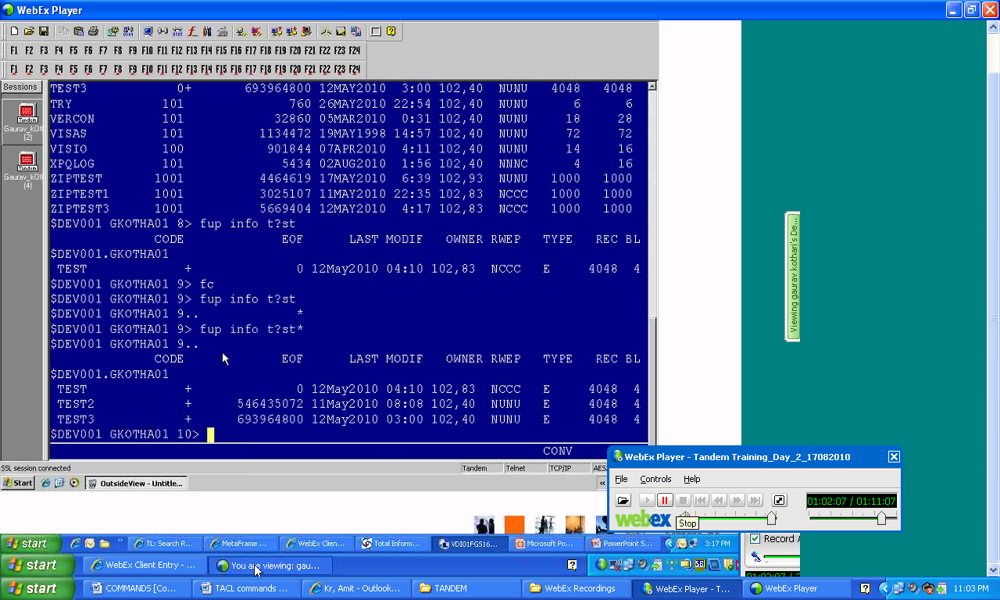 WebEx Player
F1 F2 F3 F4 F5 F6 F7 F8 F9 F10 F11 F12 F13 F14 F15 F16 F17 F18 F19 F20 F21 F22 F23 F24
F1 F2 F3 F4 F5 F6 F7 F8 F9 F10 F11 F12 F13 F14 F15 F16 F17 F18 F19 F20 F21 F22 F23 F24
Sessions
Tandem
Gaurav_kOtl
(2)
Tandem
Gaurav_kOtl
(4)
TEST3 0+ 693964800 12MAY2010 3:00 102,40 NUNU 4048 4048
TRY 101 760 26MAY2010 22:54 102,40 NUNU 6 6
VERCON 101 32860 05MAR2010 0:31 102,40 NUNU 18 28
VISAS 101 1134472 19MAY1998 14:57 102,40 NUNU 72 72
VISIO 100 901844 07APR2010 4:11 102,40 NUNU 14 16
XPQLOG 101 5434 02AUG2010 1:56 102,40 NNNC 4 16
ZIPTEST 1001 4464619 17MAY2010 6:39 102,93 NUNU 1000 1000
ZIPTEST1 1001 3025107 11MAY2010 22:35 102,83 NCCC 1000 1000
ZIPTEST3 1001 5669404 12MAY2010 4:17 102,83 NCCC 1000 1000
$DEV001 GKOTHA01 8> fup info t?st
CODE EOF LAST MODIF OWNER RWEP TYPE REC BL
$DEV001.GKOTHA01
TEST + 0 12May2010 04:10 102,83 NCCC E 4048 4
$DEV001 GKOTHA01 9> fc
$DEV001 GKOTHA01 9> fup info t?st
$DEV001 GKOTHA01 9.. *
$DEV001 GKOTHA01 9> fup info t?st*
$DEV001 GKOTHA01 9..
CODE EOF LAST MODIF OWNER RWEP TYPE REC BL
$DEV001.GKOTHA01
TEST + 0 12May2010 04:10 102,83 NCCC E 4048 4
TEST2 + 546435072 11May2010 08:08 102,40 NUNU E 4048 4
TEST3 + 693964800 12May2010 03:00 102,40 NUNU E 4048 4
$DEV001 GKOTHA01 10>
CONV
Viewing gaurav kothari's De...
SSL session connected Tandem Telnet TCP/IP AES
Start OutsideView - Untitle... «
WebEx Player - Tandem Training_Day_2_17082010
File Controls Help
01:02:07 / 01:11:07
webex
Stop
Record A
start TL: Search R... MetaFrame ... WebEx Clien... Total Inform... VDI01FGS16... Microsoft Po... PowerPoint S... 3:17 PM
start WebEx Client Entry - ... You are viewing: gau...
start COMMANDS [Co... TACL commands ... Kr, Amit - Outlook... TANDEM WebEx Recordings WebEx Player - T... WebEx Player 11:03 PM